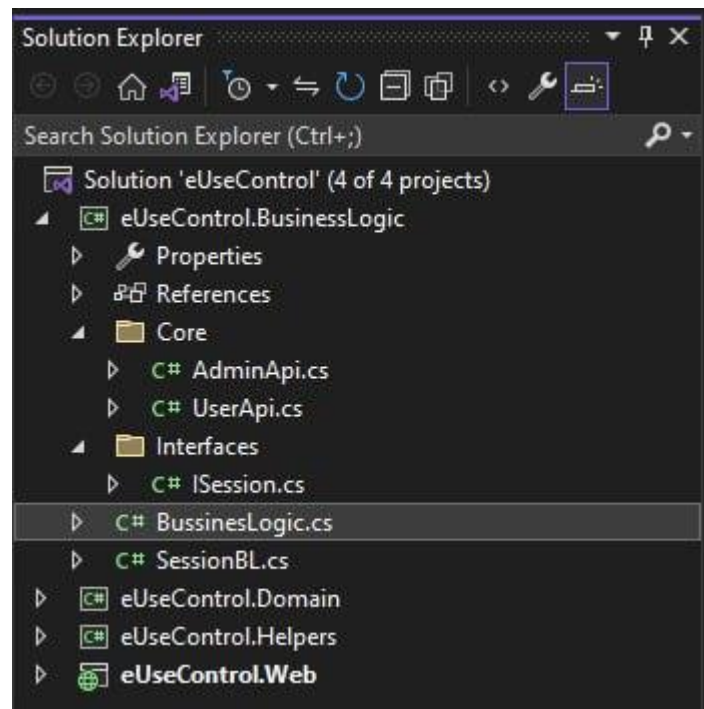 Solution Explorer
Search Solution Explorer (Ctrl+;)
Solution 'eUseControl' (4 of 4 projects)
C# eUseControl.BusinessLogic
Properties
References
Core
C# AdminApi.cs
C# UserApi.cs
Interfaces
C# ISession.cs
C# BussinesLogic.cs
C# SessionBL.cs
C# eUseControl.Domain
C# eUseControl.Helpers
eUseControl.Web